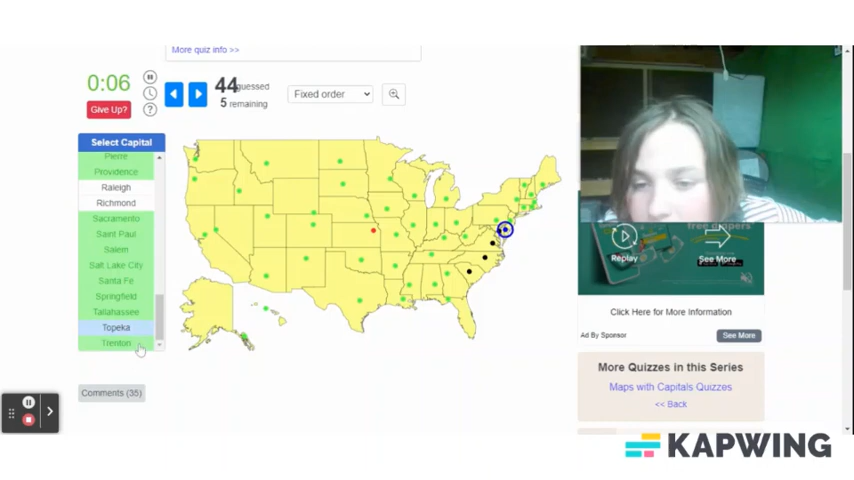 More quiz info >>
0:06
44 guessed
5 remaining
Fixed order
Give Up?
?
Select Capital
Pierre
Providence
Raleigh
Richmond
Sacramento
Saint Paul
Salem
Salt Lake City
Santa Fe
Springfield
Tallahassee
Topeka
Trenton
Comments (35)
free drapes
Replay
See More
Click Here for More Information
Ad By Sponsor
See More
More Quizzes in this Series
Maps with Capitals Quizzes
<< Back
KAPWING